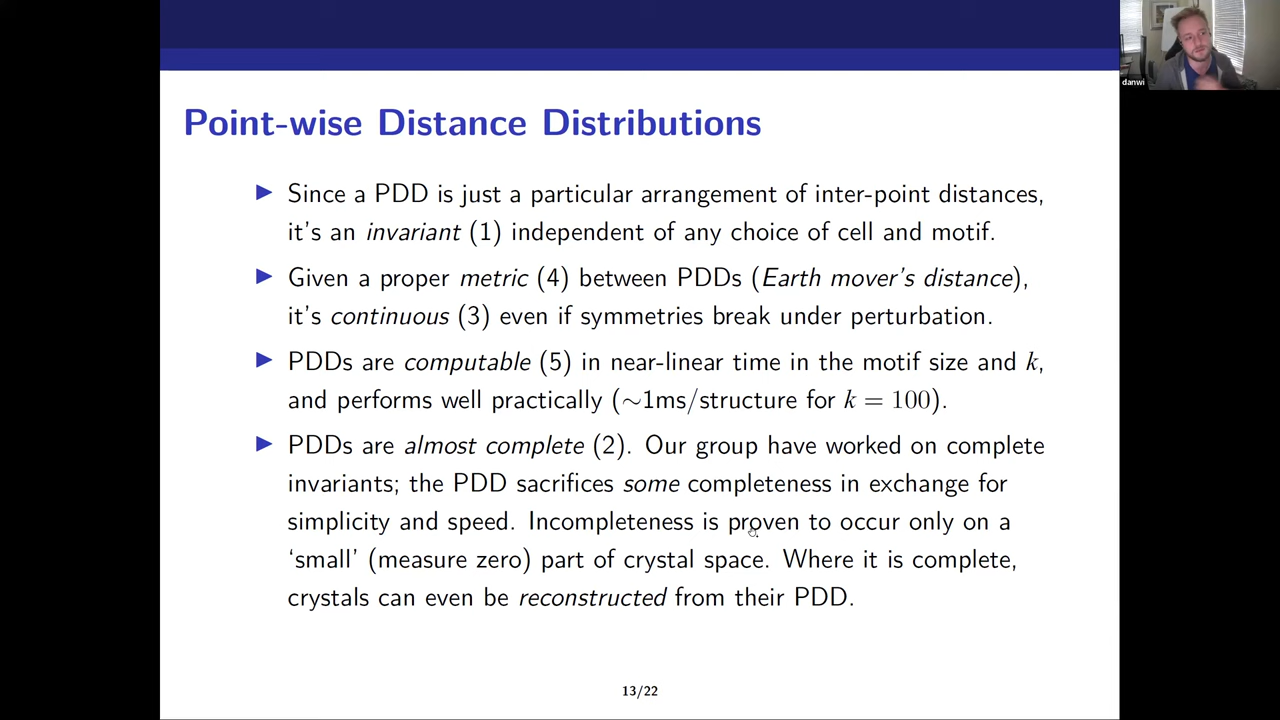 danwi
Point-wise Distance Distributions
▶ Since a PDD is just a particular arrangement of inter-point distances,
it's an invariant (1) independent of any choice of cell and motif.
▶ Given a proper metric (4) between PDDs (Earth mover's distance),
it's continuous (3) even if symmetries break under perturbation.
▶ PDDs are computable (5) in near-linear time in the motif size and k,
and performs well practically (∼1ms/structure for k = 100).
▶ PDDs are almost complete (2). Our group have worked on complete
invariants; the PDD sacrifices some completeness in exchange for
simplicity and speed. Incompleteness is proven to occur only on a
‘small’ (measure zero) part of crystal space. Where it is complete,
crystals can even be reconstructed from their PDD.
13/22